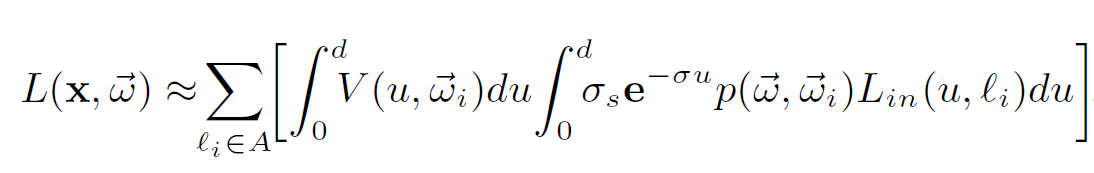 L(𝐱, ω⃗) ≈ ∑_{ℓ_i∈A} [ ∫_0^d V(u, ω⃗_i)du ∫_0^d σ_s 𝐞^{−σu} p(ω⃗, ω⃗_i)L_{in}(u, ℓ_i)du ]